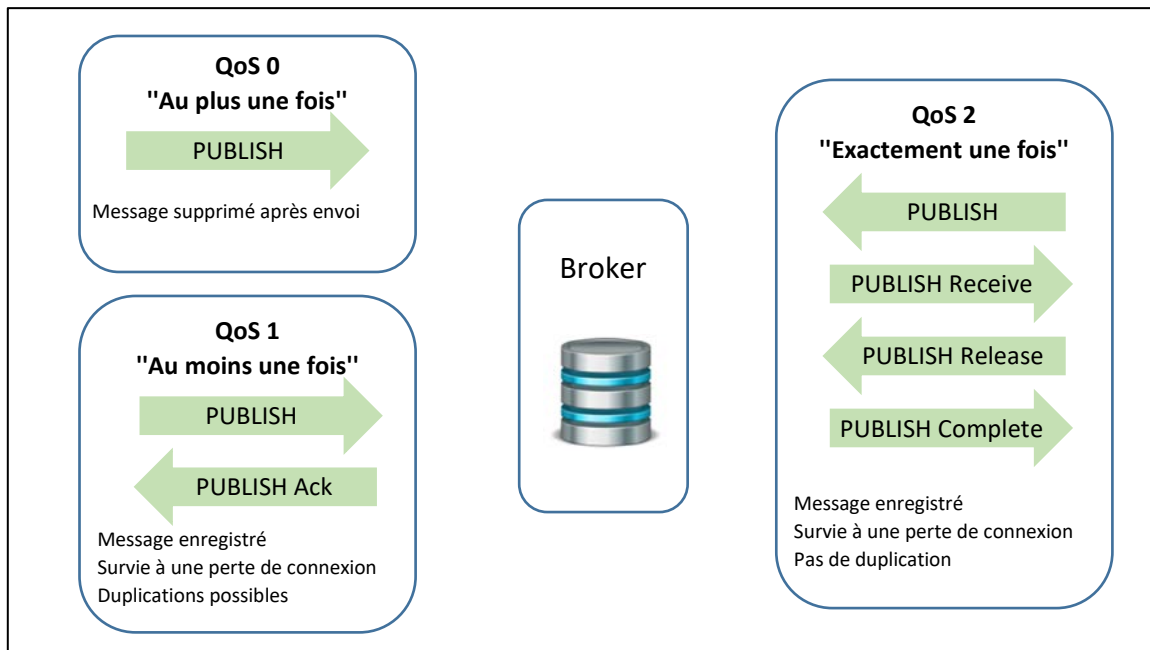 QoS 0
"Au plus une fois"
PUBLISH
Message supprimé après envoi
QoS 1
"Au moins une fois"
PUBLISH
PUBLISH Ack
Message enregistré
Survie à une perte de connexion
Duplications possibles
Broker
QoS 2
"Exactement une fois"
PUBLISH
PUBLISH Receive
PUBLISH Release
PUBLISH Complete
Message enregistré
Survie à une perte de connexion
Pas de duplication